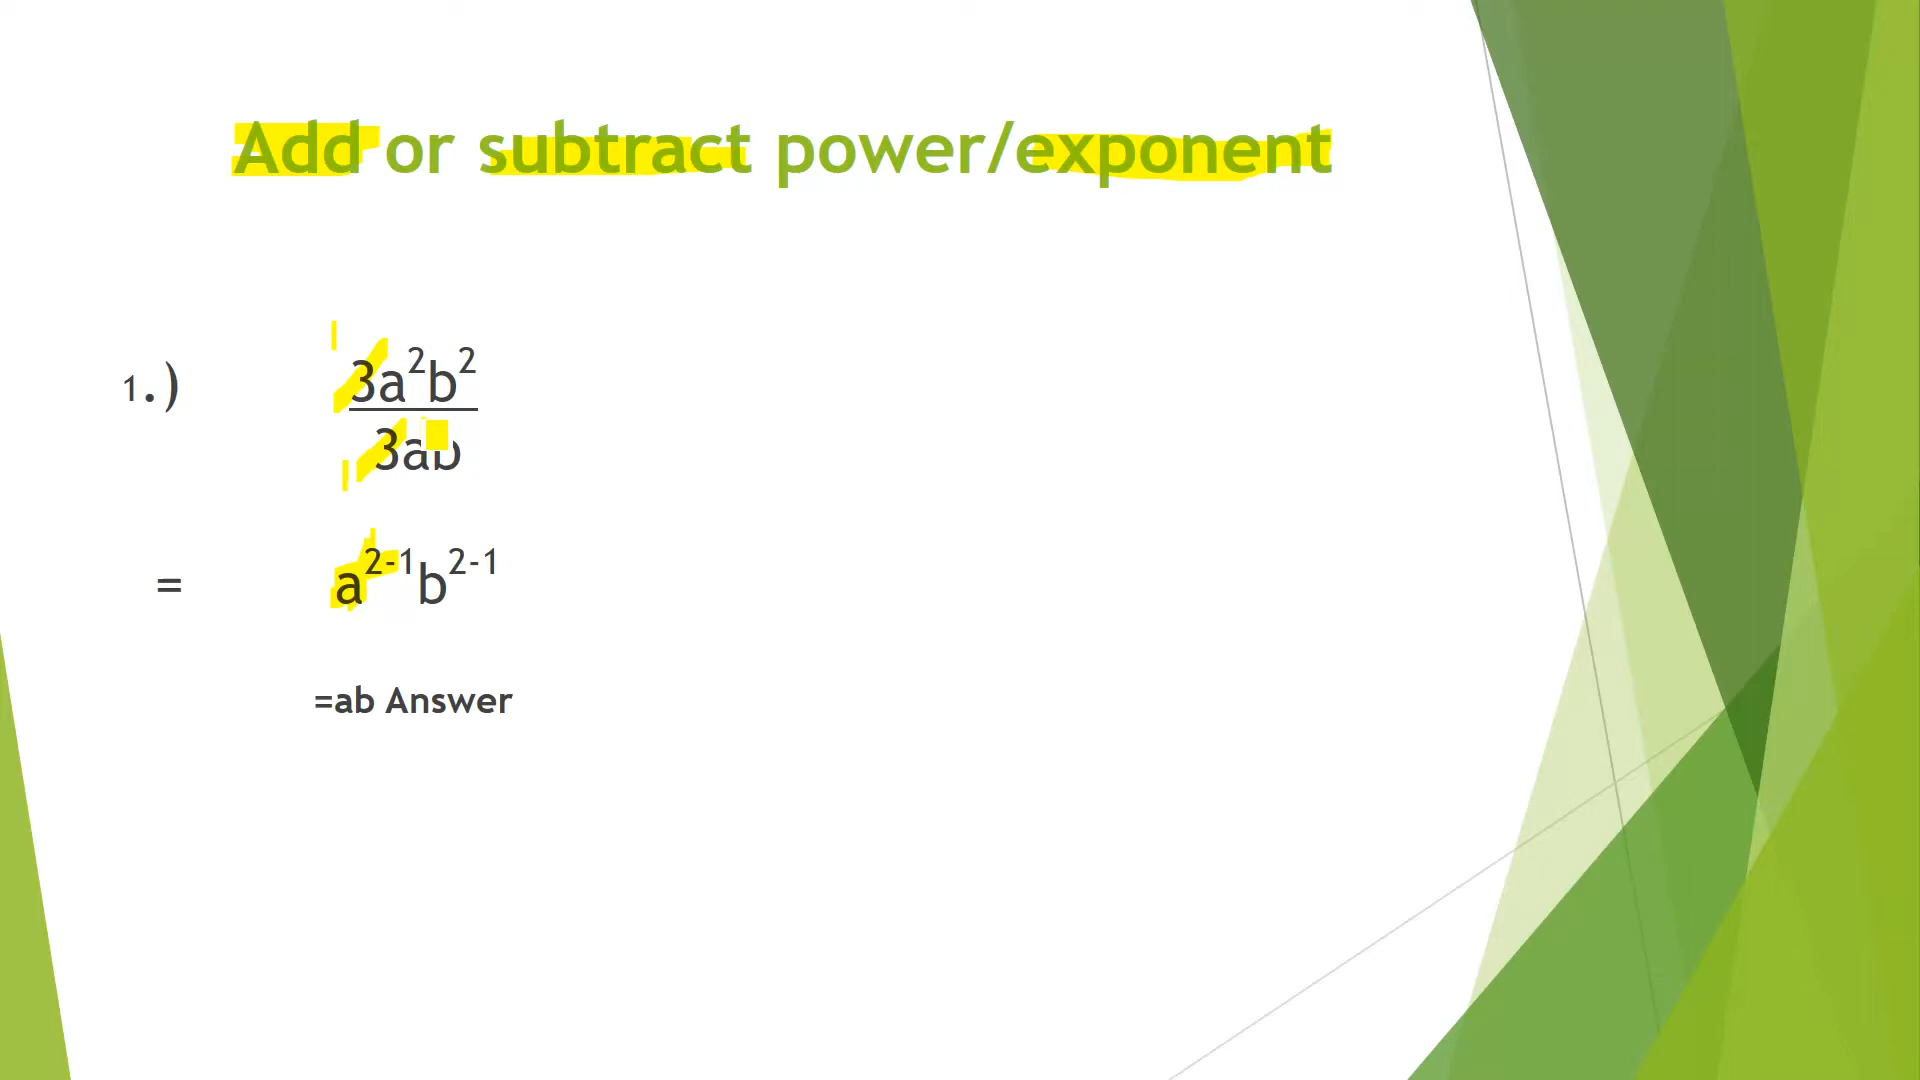 Add or subtract power/exponent
1.) 3a²b²
3ab
= a²⁻¹b²⁻¹
=ab Answer